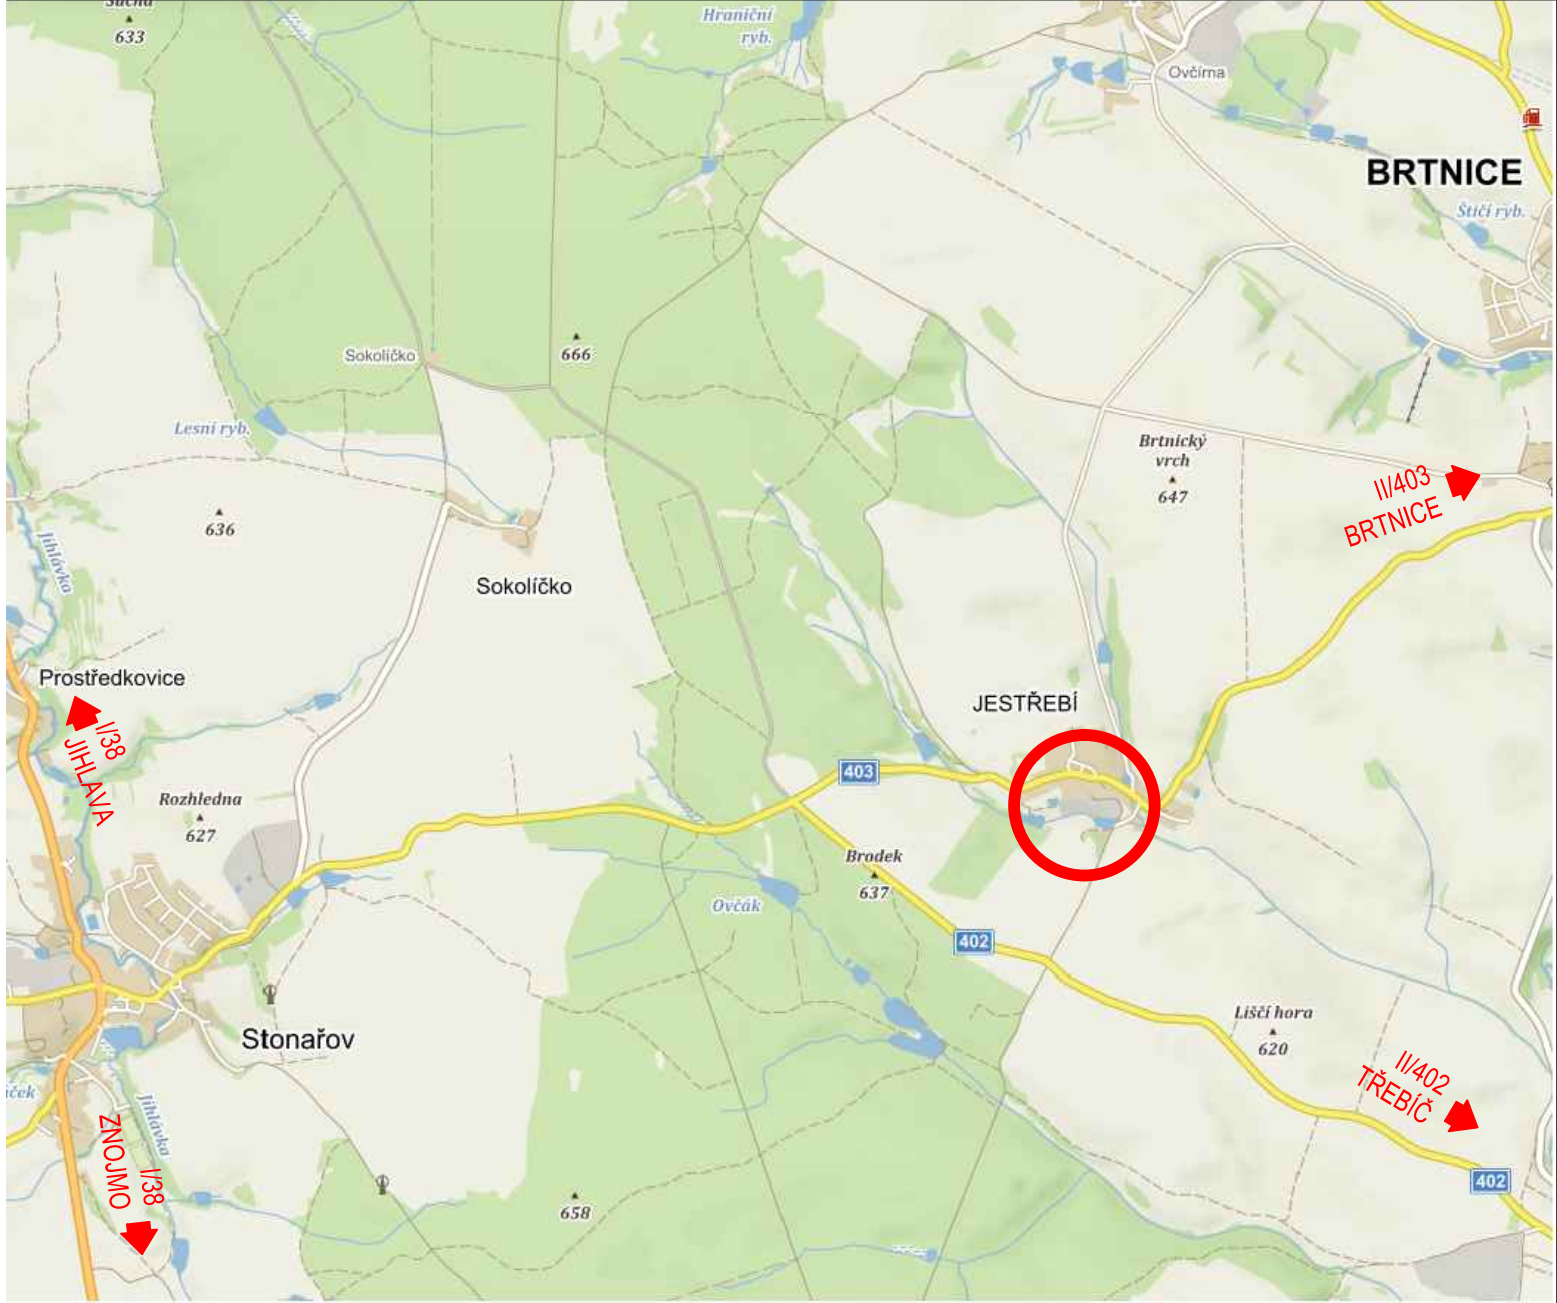 Suchá
633
Hraniční
ryb.
Ovčírna
BRTNICE
Štičí ryb.
Sokolíčko
666
Lesní ryb.
Brtnický
vrch
647
636
II/403
BRTNICE
Jihlávka
Sokolíčko
Prostředkovice
JESTŘEBÍ
I/38
JIHLAVA
403
Rozhledna
627
Brodek
637
Ovčák
402
Liščí hora
620
Stonařov
II/402
TŘEBÍČ
Jihlávka
I/38
ZNOJMO
402
658